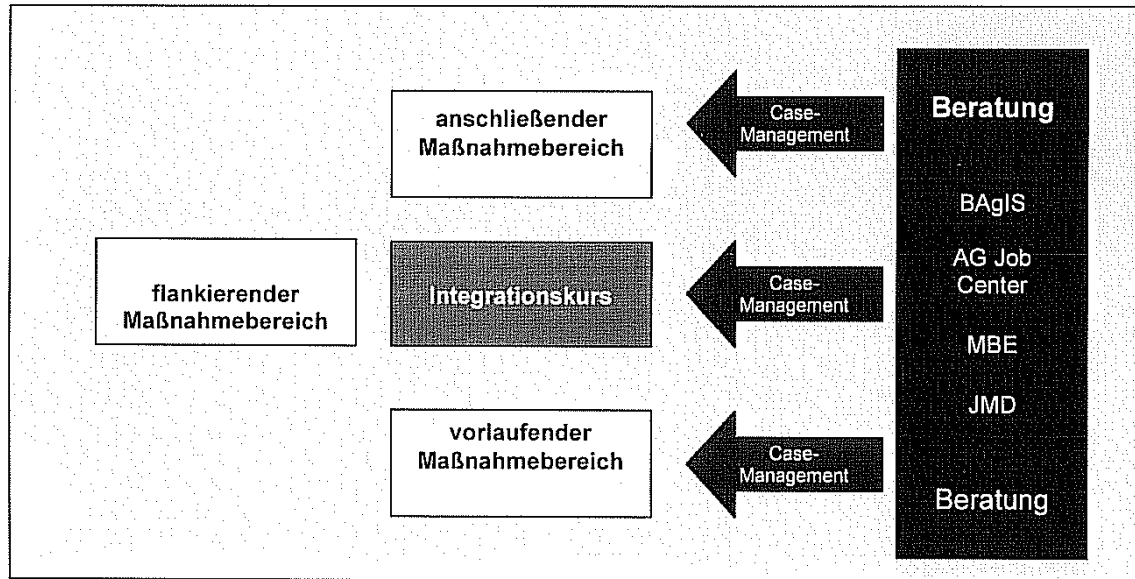 anschließender
Maßnahmebereich
Case-
Management
Beratung
BAgIS
AG Job
Center
MBE
JMD
Beratung
flankierender
Maßnahmebereich
Integrationskurs
Case-
Management
vorlaufender
Maßnahmebereich
Case-
Management